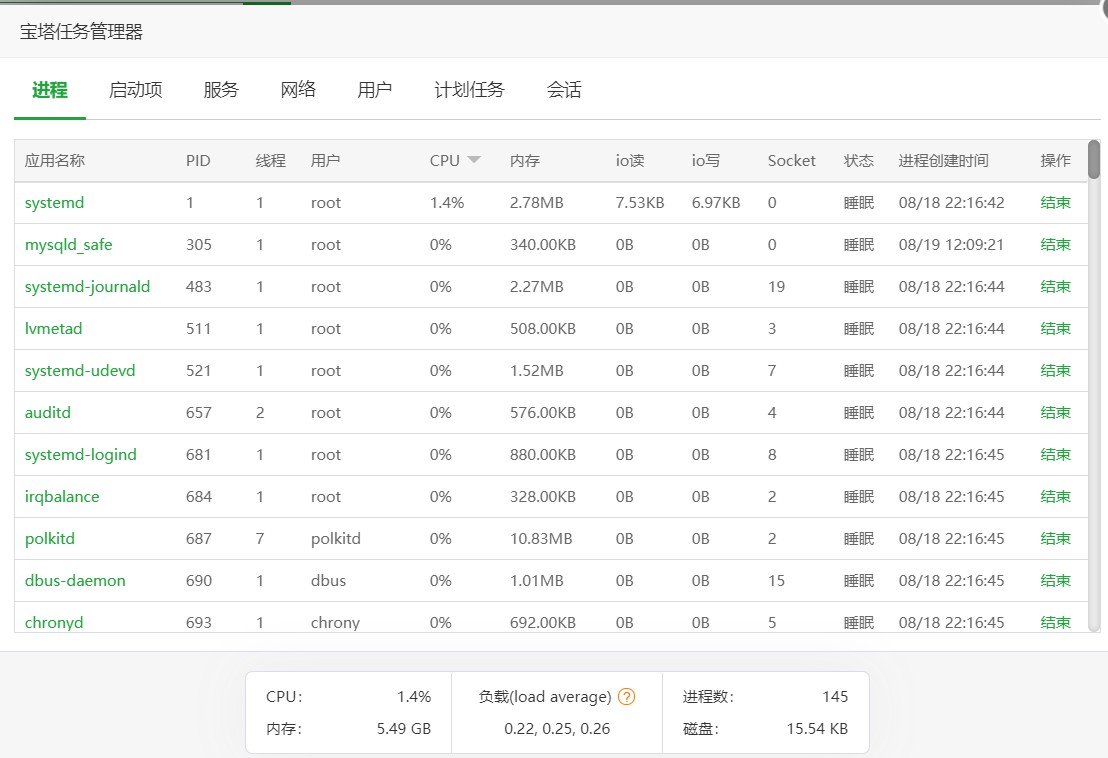 宝塔任务管理器
进程 启动项 服务 网络 用户 计划任务 会话
应用名称 PID 线程 用户 CPU 内存 io读 io写 Socket 状态 进程创建时间 操作
systemd 1 1 root 1.4% 2.78MB 7.53KB 6.97KB 0 睡眠 08/18 22:16:42 结束
mysqld_safe 305 1 root 0% 340.00KB 0B 0B 0 睡眠 08/19 12:09:21 结束
systemd-journald 483 1 root 0% 2.27MB 0B 0B 19 睡眠 08/18 22:16:44 结束
lvmetad 511 1 root 0% 508.00KB 0B 0B 3 睡眠 08/18 22:16:44 结束
systemd-udevd 521 1 root 0% 1.52MB 0B 0B 7 睡眠 08/18 22:16:44 结束
auditd 657 2 root 0% 576.00KB 0B 0B 4 睡眠 08/18 22:16:44 结束
systemd-logind 681 1 root 0% 880.00KB 0B 0B 8 睡眠 08/18 22:16:45 结束
irqbalance 684 1 root 0% 328.00KB 0B 0B 2 睡眠 08/18 22:16:45 结束
polkitd 687 7 polkitd 0% 10.83MB 0B 0B 2 睡眠 08/18 22:16:45 结束
dbus-daemon 690 1 dbus 0% 1.01MB 0B 0B 15 睡眠 08/18 22:16:45 结束
chronyd 693 1 chrony 0% 692.00KB 0B 0B 5 睡眠 08/18 22:16:45 结束
CPU: 1.4% 负载(load average) ? 进程数: 145
内存: 5.49 GB 0.22, 0.25, 0.26 磁盘: 15.54 KB